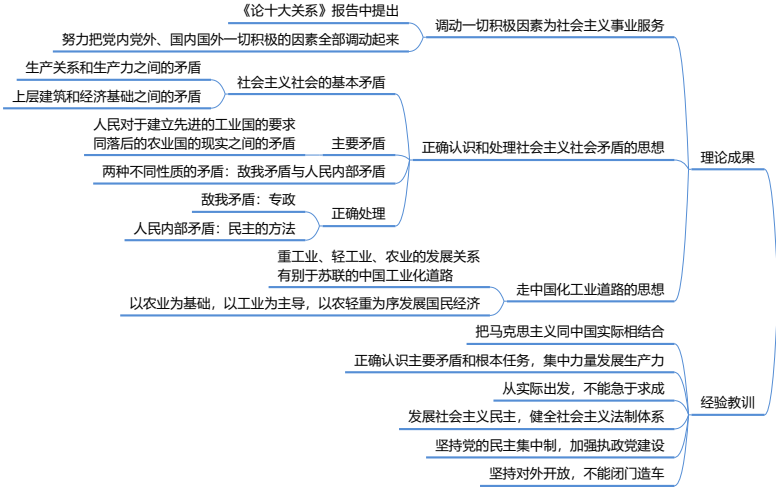 理论成果
调动一切积极因素为社会主义事业服务
《论十大关系》报告中提出
努力把党内党外、国内国外一切积极的因素全部调动起来
正确认识和处理社会主义社会矛盾的思想
社会主义社会的基本矛盾
生产关系和生产力之间的矛盾
上层建筑和经济基础之间的矛盾
主要矛盾
人民对于建立先进的工业国的要求
同落后的农业国的现实之间的矛盾
两种不同性质的矛盾：敌我矛盾与人民内部矛盾
正确处理
敌我矛盾：专政
人民内部矛盾：民主的方法
走中国化工业道路的思想
重工业、轻工业、农业的发展关系
有别于苏联的中国工业化道路
以农业为基础，以工业为主导，以农轻重为序发展国民经济
经验教训
把马克思主义同中国实际相结合
正确认识主要矛盾和根本任务，集中力量发展生产力
从实际出发，不能急于求成
发展社会主义民主，健全社会主义法制体系
坚持党的民主集中制，加强执政党建设
坚持对外开放，不能闭门造车